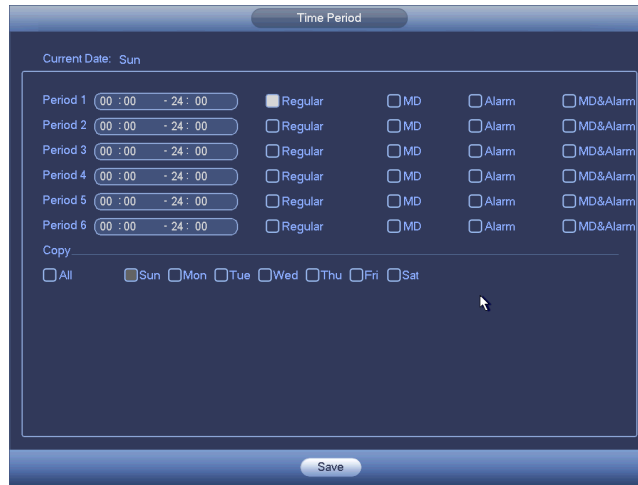 Time Period
Current Date: Sun
Period 1 00 : 00 - 24 : 00 Regular MD Alarm MD&Alarm
Period 2 00 : 00 - 24 : 00 Regular MD Alarm MD&Alarm
Period 3 00 : 00 - 24 : 00 Regular MD Alarm MD&Alarm
Period 4 00 : 00 - 24 : 00 Regular MD Alarm MD&Alarm
Period 5 00 : 00 - 24 : 00 Regular MD Alarm MD&Alarm
Period 6 00 : 00 - 24 : 00 Regular MD Alarm MD&Alarm
Copy
All Sun Mon Tue Wed Thu Fri Sat
Save